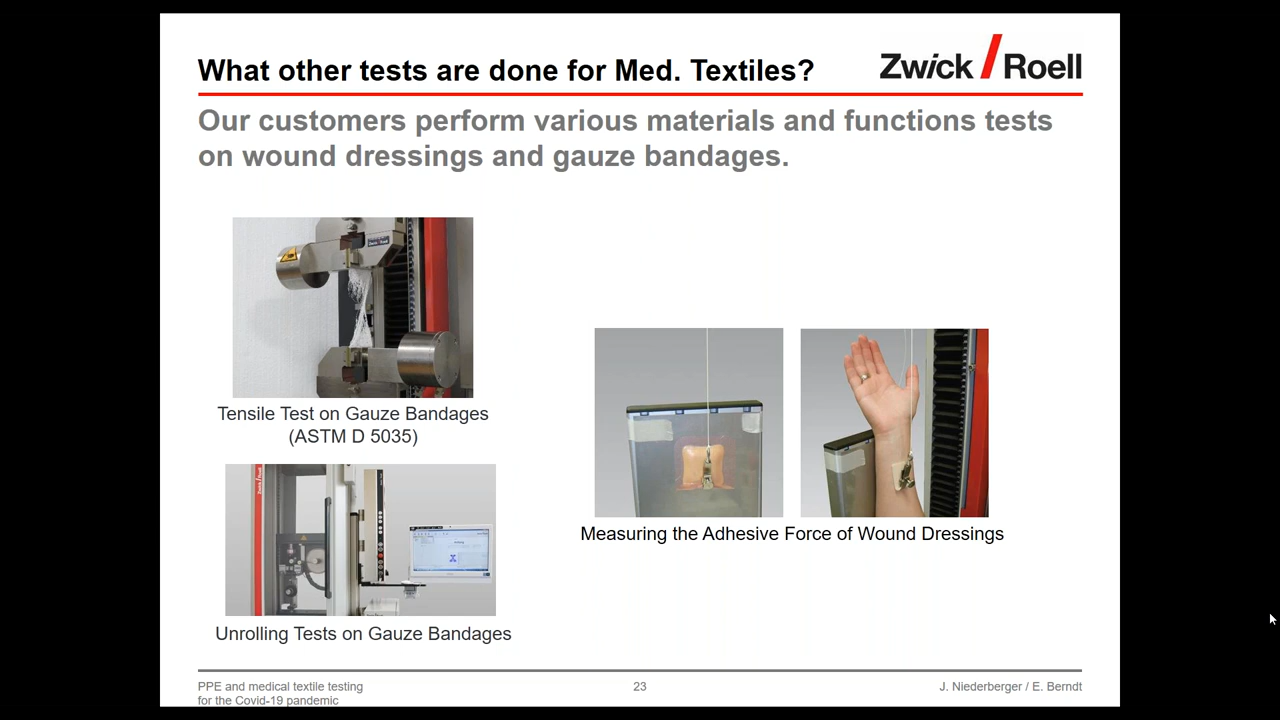 What other tests are done for Med. Textiles?
Zwick Roell
Our customers perform various materials and functions tests
on wound dressings and gauze bandages.
Tensile Test on Gauze Bandages
(ASTM D 5035)
Measuring the Adhesive Force of Wound Dressings
Unrolling Tests on Gauze Bandages
PPE and medical textile testing
for the Covid-19 pandemic
23
J. Niederberger / E. Berndt